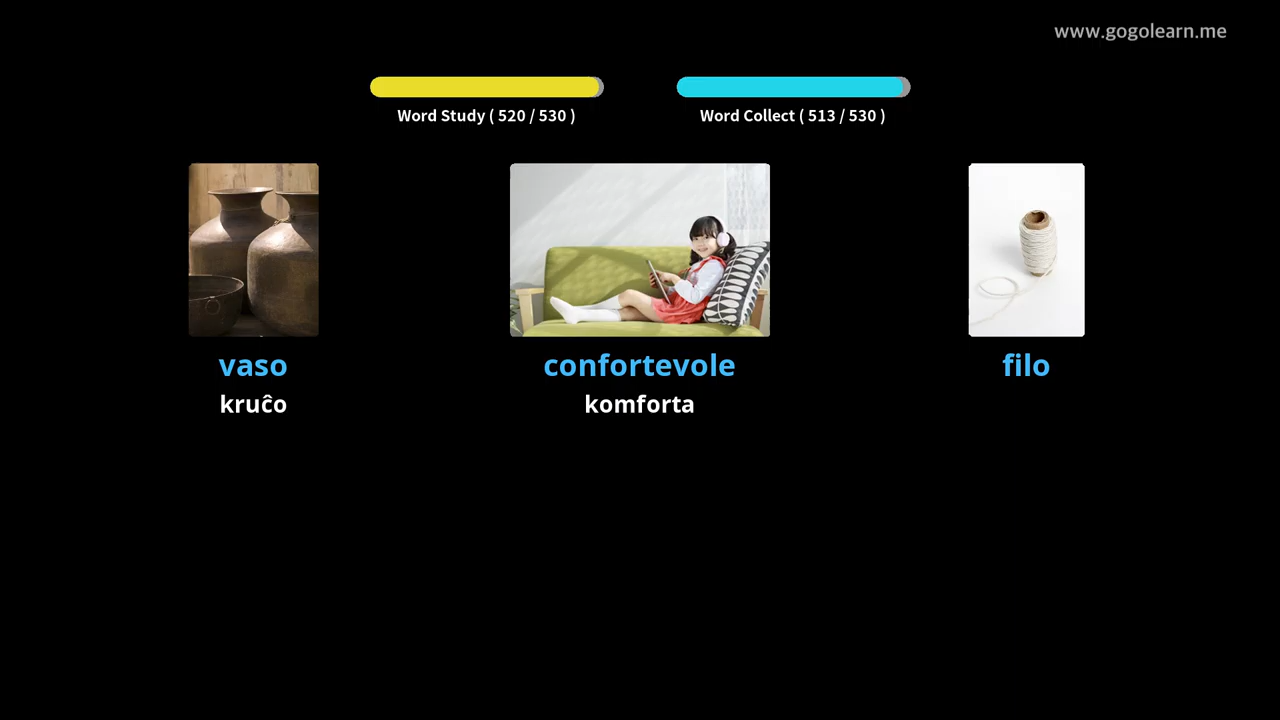 www.gogolearn.me
Word Study ( 520 / 530 )
Word Collect ( 513 / 530 )
vaso
kruĉo
confortevole
komforta
filo